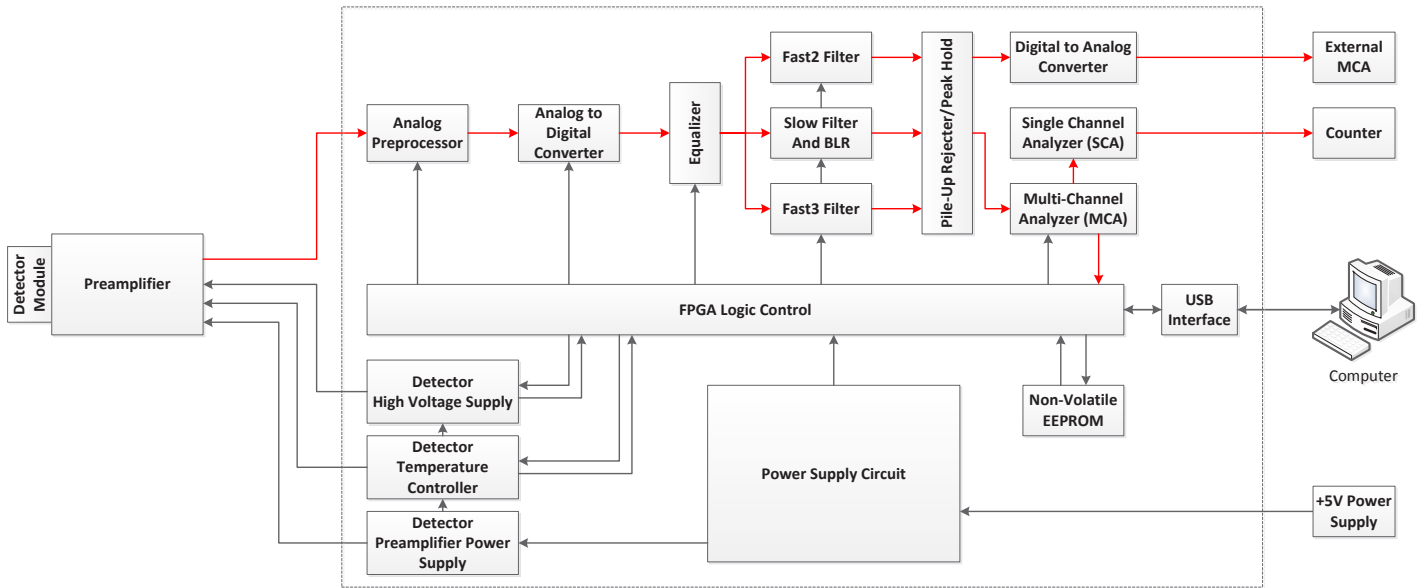 Fast2 Filter
Digital to Analog
Converter
External
MCA
Analog
Preprocessor
Analog to
Digital
Converter
Equalizer
Slow Filter
And BLR
Pile-Up Rejecter/Peak Hold
Single Channel
Analyzer (SCA)
Counter
Fast3 Filter
Multi-Channel
Analyzer (MCA)
Detector
Module
Preamplifier
FPGA Logic Control
USB
Interface
Computer
Detector
High Voltage Supply
Non-Volatile
EEPROM
Detector
Temperature
Controller
Power Supply Circuit
+5V Power
Supply
Detector
Preamplifier Power
Supply